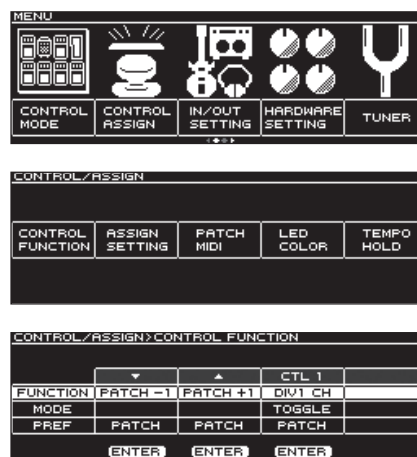 MENU
CONTROL MODE
CONTROL ASSIGN
IN/OUT SETTING
HARDWARE SETTING
TUNER
CONTROL/ASSIGN
CONTROL FUNCTION
ASSIGN SETTING
PATCH MIDI
LED COLOR
TEMPO HOLD
CONTROL/ASSIGN>CONTROL FUNCTION
▼ ▲ CTL 1
FUNCTION PATCH -1 PATCH +1 DIV1 CH
MODE TOGGLE
PREF PATCH PATCH PATCH
ENTER ENTER ENTER